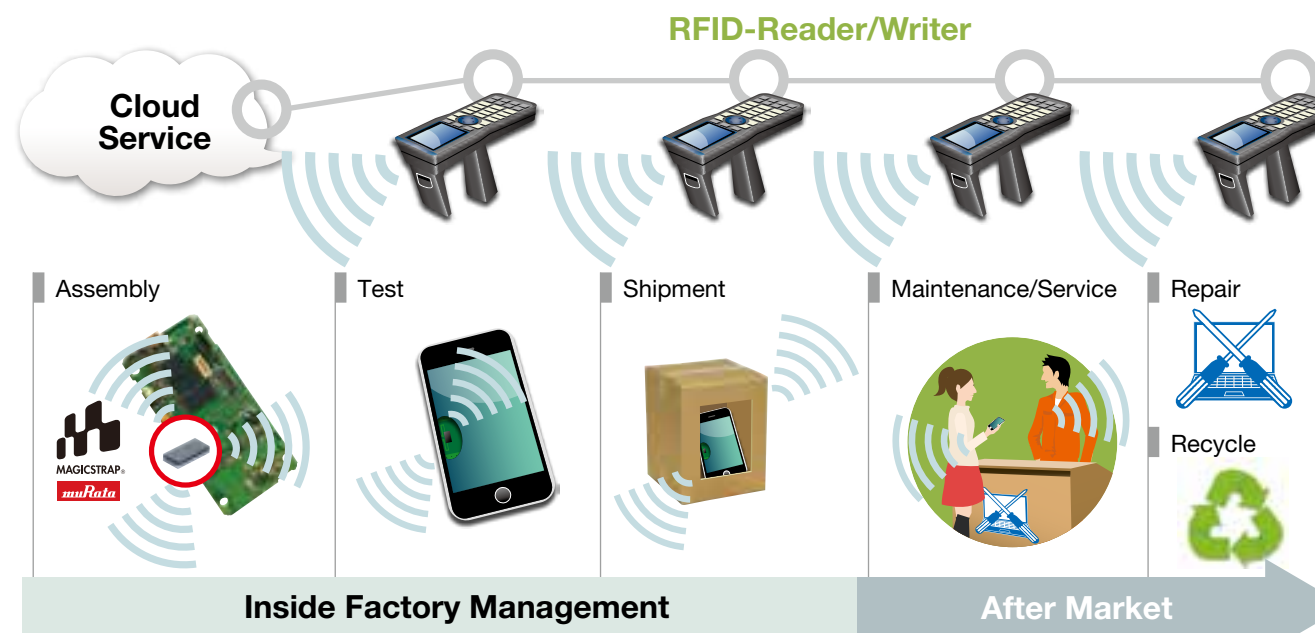 RFID-Reader/Writer
Cloud
Service
Assembly
Test
Shipment
Maintenance/Service
Repair
MAGICSTRAP®
muRata
Recycle
Inside Factory Management
After Market